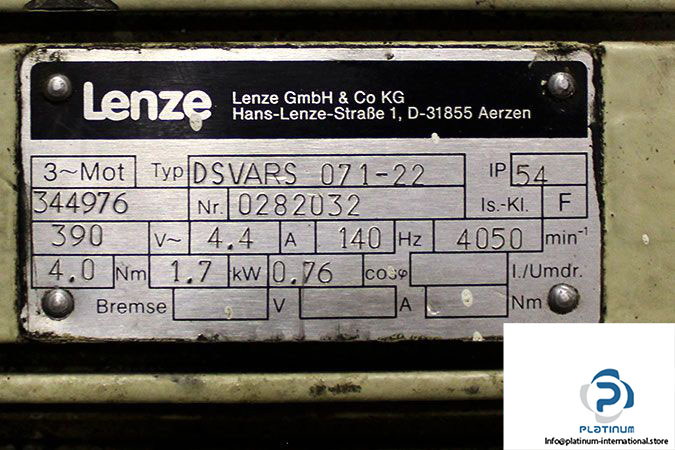 Lenze
Lenze GmbH & Co KG
Hans-Lenze-Straße 1, D-31855 Aerzen
3~Mot Typ DSVARS 071-22 IP 54
344976 Nr. 0282032 Is.-Kl. F
390 V~ 4.4 A 140 Hz 4050 min⁻¹
4.0 Nm 1.7 kW 0.76 cosφ I./Umdr.
Bremse V A Nm
PLATINUM
Info@platinum-international.store